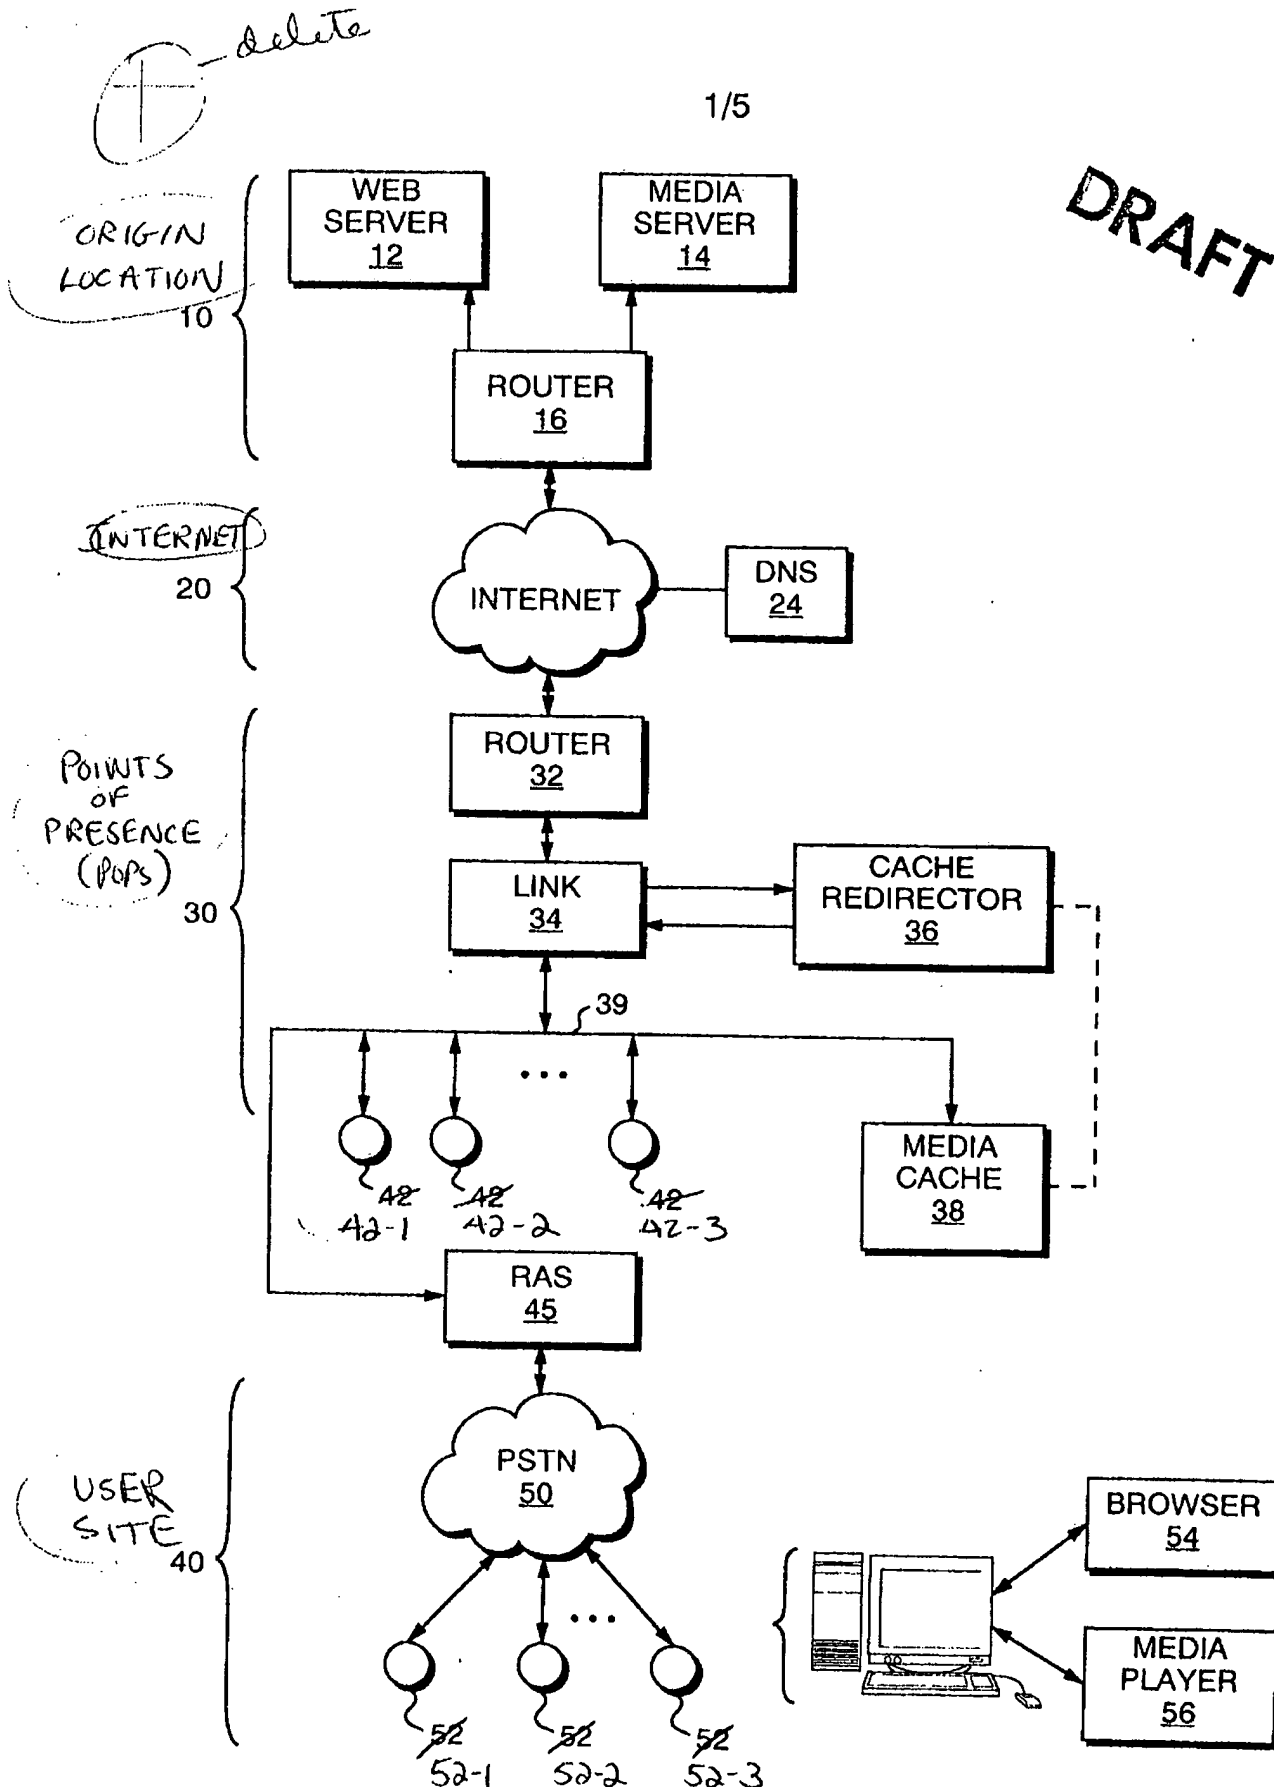 delete
1/5
DRAFT
WEB
SERVER
12
MEDIA
SERVER
14
ORIGIN
LOCATION
10
ROUTER
16
INTERNET
20
INTERNET
DNS
24
ROUTER
32
POINTS
OF
PRESENCE
(POPs)
30
LINK
34
CACHE
REDIRECTOR
36
39
...
42
42
42
42-1
42-2
42-3
MEDIA
CACHE
38
RAS
45
PSTN
50
USER
SITE
40
...
BROWSER
54
MEDIA
PLAYER
56
52
52
52
52-1
52-2
52-3